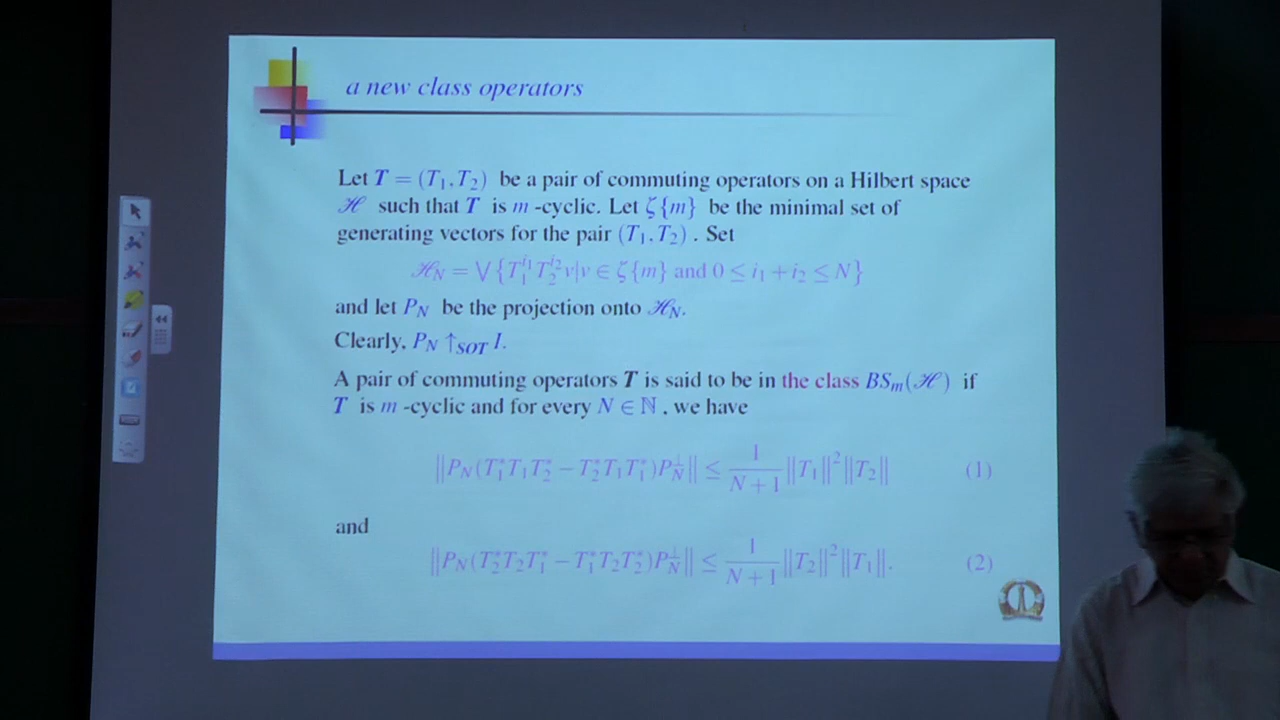 a new class operators
Let T = (T₁, T₂) be a pair of commuting operators on a Hilbert space
ℋ such that T is m -cyclic. Let ζ{m} be the minimal set of
generating vectors for the pair (T₁, T₂) . Set
ℋ_N = ⋁{T₁^{i₁} T₂^{i₂} v|v ∈ ζ{m} and 0 ≤ i₁ + i₂ ≤ N}
and let P_N be the projection onto ℋ_N.
Clearly, P_N ↑_SOT I.
A pair of commuting operators T is said to be in the class BS_m(ℋ) if
T is m -cyclic and for every N ∈ ℕ , we have
‖P_N(T₁*T₁T₂* − T₂*T₁T₁*)P_N^⊥‖ ≤ 1/(N+1) ‖T₁‖²‖T₂‖ (1)
and
‖P_N(T₂*T₂T₁* − T₁*T₂T₂*)P_N^⊥‖ ≤ 1/(N+1) ‖T₂‖²‖T₁‖. (2)